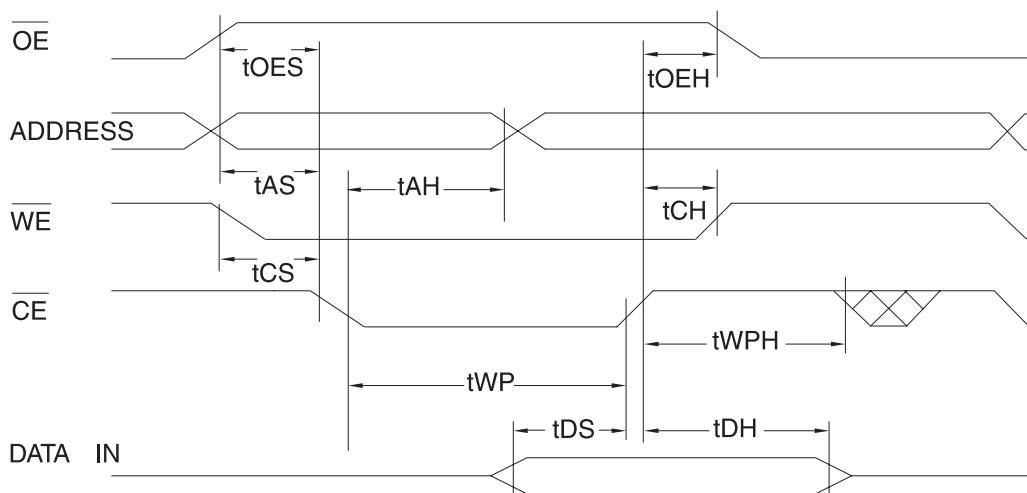 OE
tOES
tOEH
ADDRESS
tAS
tAH
tCH
WE
tCS
CE
tWPH
tWP
tDS
tDH
DATA IN